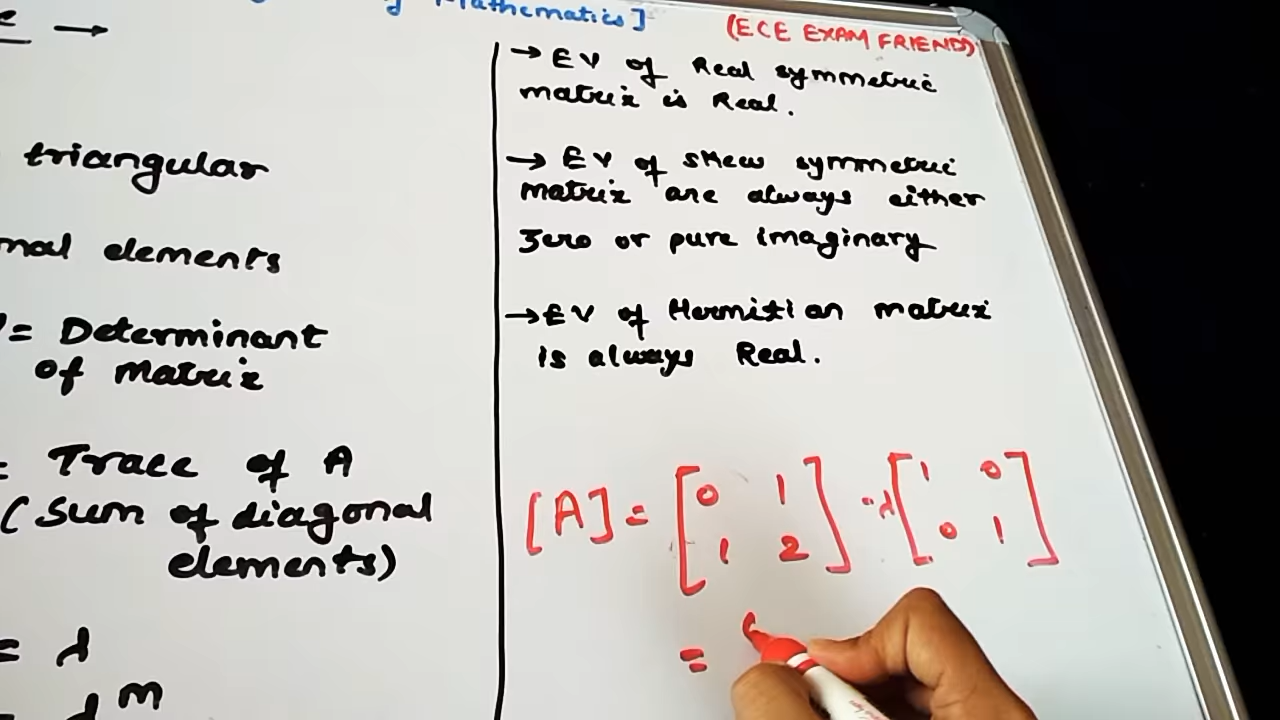 Mathematics]
(ECE EXAM FRIEND)
→
triangular
elements
= Determinant
of Matrix
= Trace of A
(Sum of diagonal
elements)
= λ
λ^m
→ EV of Real symmetric
matrix is Real.
→ EV of skew symmetric
matrix are always either
zero or pure imaginary
→ EV of Hermitian matrix
is always Real.
[A] = [0 1 -λ [1 0
1 2] 0 1]
=